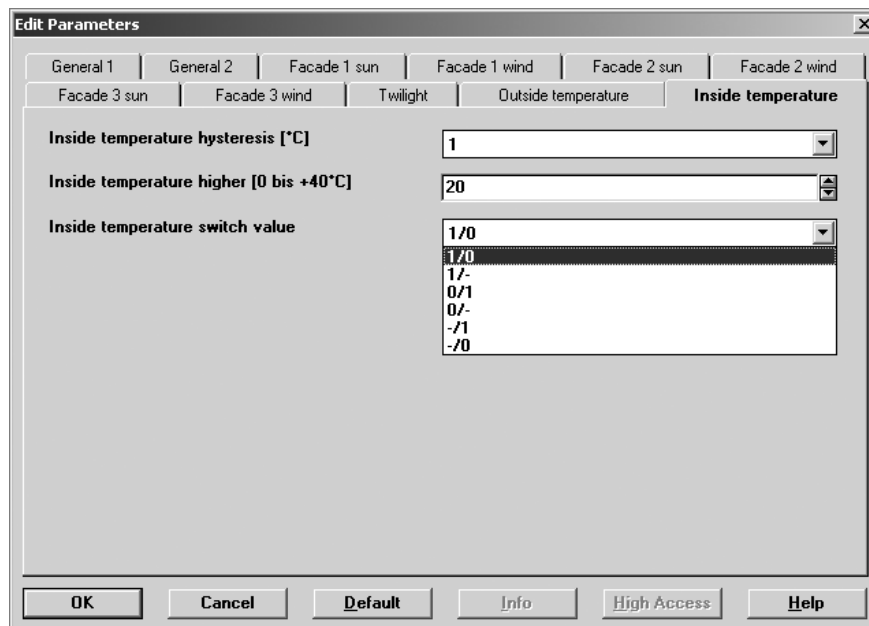 Edit Parameters
General 1 General 2 Facade 1 sun Facade 1 wind Facade 2 sun Facade 2 wind
Facade 3 sun Facade 3 wind Twilight Outside temperature Inside temperature
Inside temperature hysteresis [*C] 1
Inside temperature higher [0 bis +40*C] 20
Inside temperature switch value 1/0
1/0
1/-
0/1
0/-
-/1
-/0
OK Cancel Default Info High Access Help